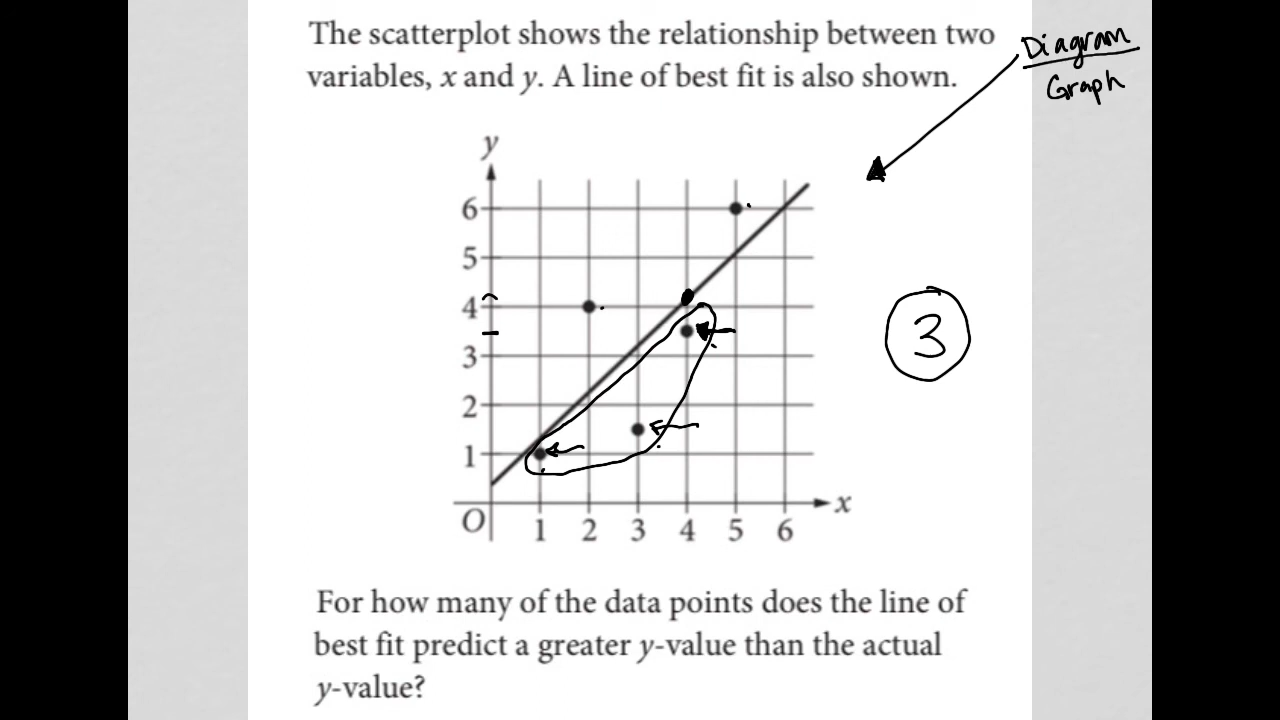 The scatterplot shows the relationship between two
variables, x and y. A line of best fit is also shown.
Diagram
Graph
y
6
5
4
3
2
1
O
1 2 3 4 5 6
x
3
For how many of the data points does the line of
best fit predict a greater y-value than the actual
y-value?